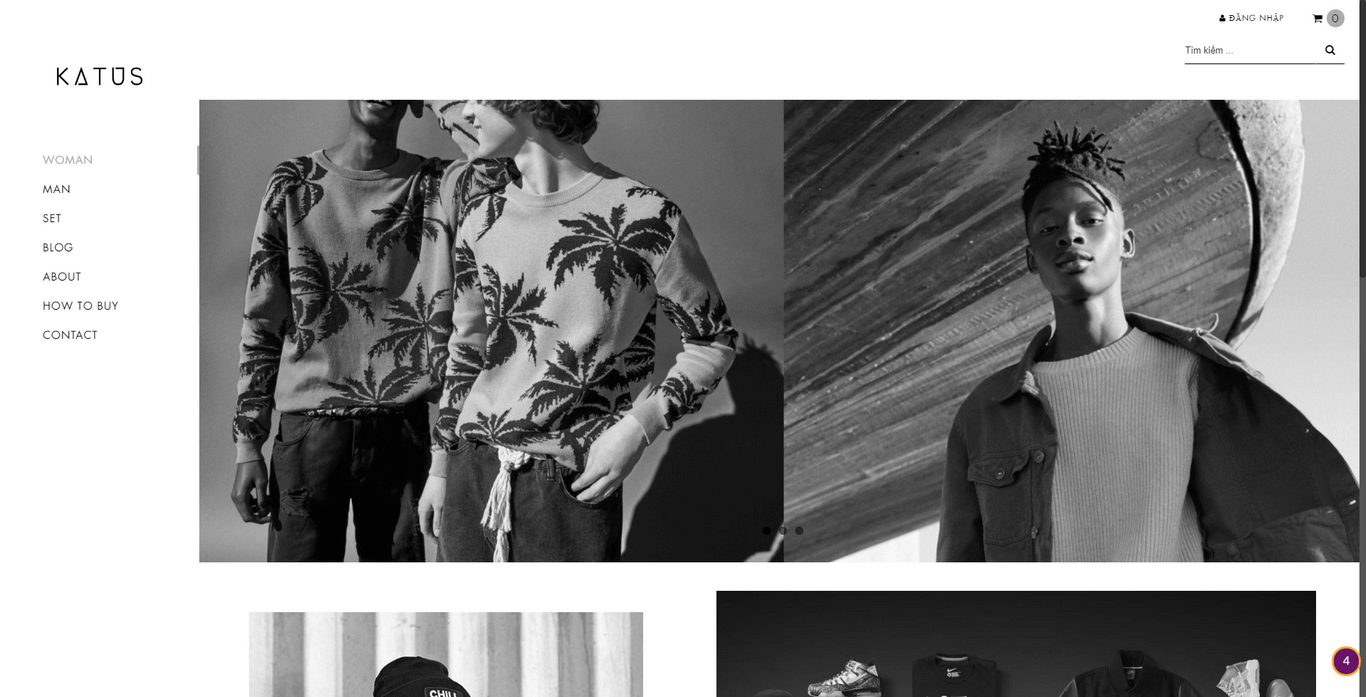 ĐĂNG NHẬP
0
Tìm kiếm ...
KATUS
WOMAN
MAN
SET
BLOG
ABOUT
HOW TO BUY
CONTACT
CHILL
4